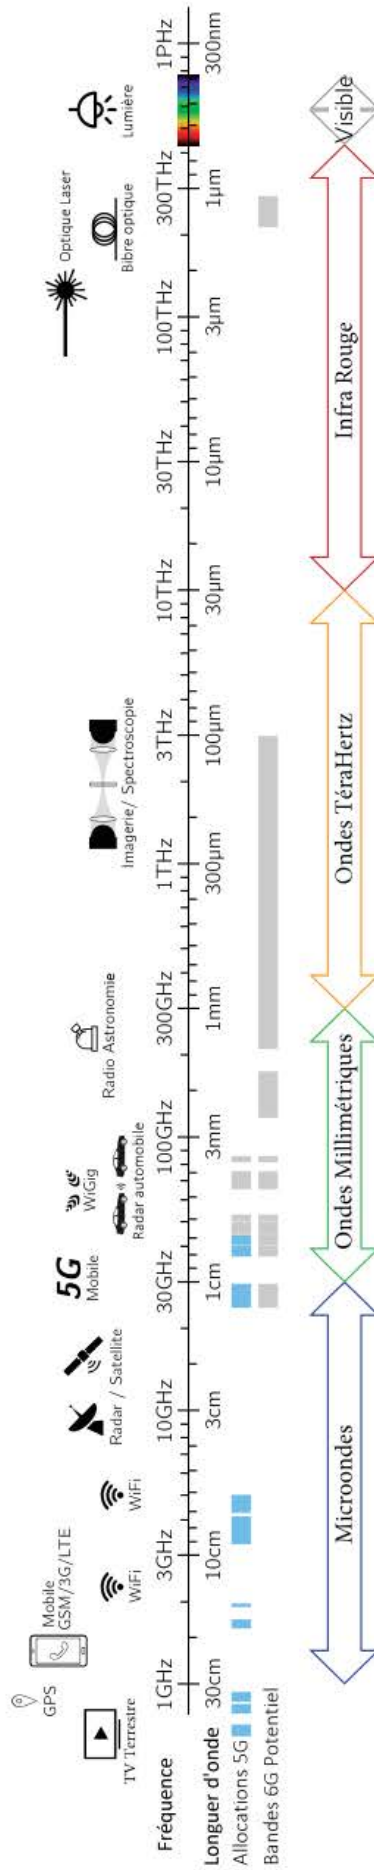 GPS
Mobile
GSM/3G/LTE
TV Terrestre
WiFi
WiFi
Radar / Satellite
5G
Mobile
WiGig
Radar automobile
Radio Astronomie
Imagerie/ Spectroscopie
Optique Laser
Bibre optique
Lumière
Fréquence
1GHz 3GHz 10GHz 30GHz 100GHz 300GHz 1THz 3THz 10THz 30THz 100THz 300THz 1PHz
Longuer d'onde
30cm 10cm 3cm 1cm 3mm 1mm 300µm 100µm 30µm 10µm 3µm 1µm 300nm
Allocations 5G
Bandes 6G Potentiel
Microondes
Ondes Millimétriques
Ondes TéraHertz
Infra Rouge
Visible